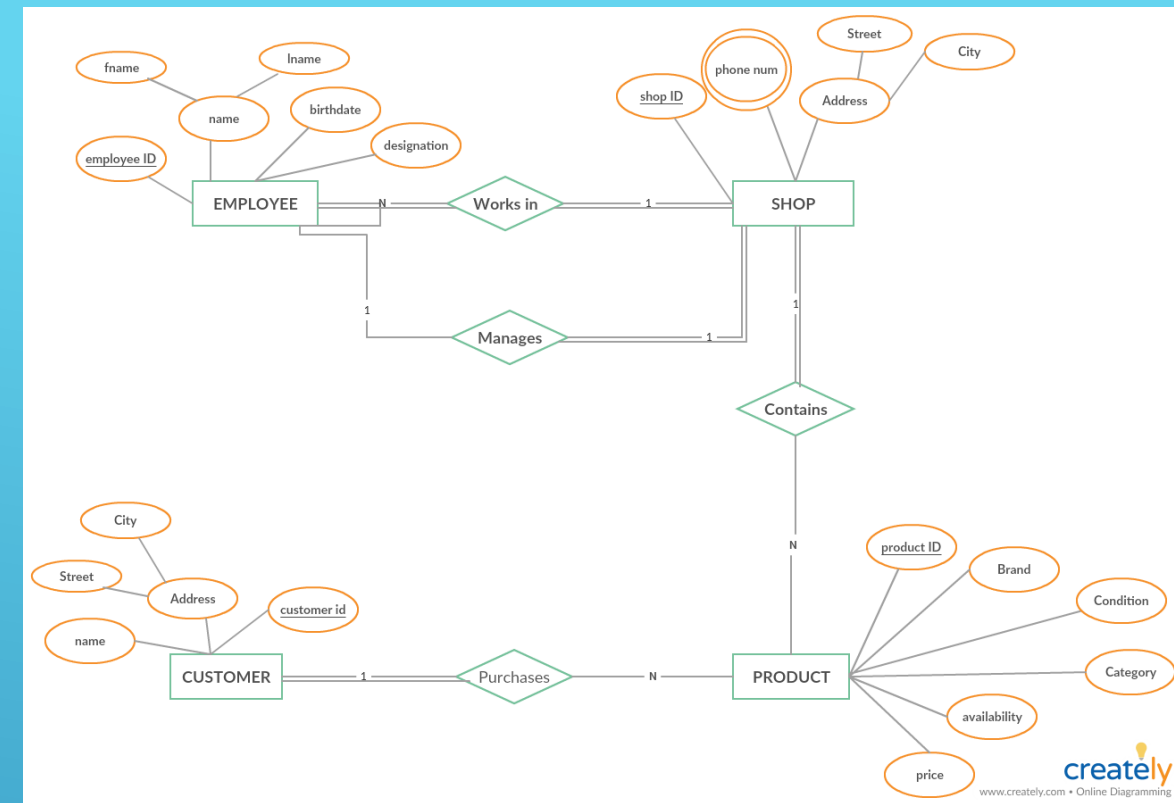 fname
lname
name
birthdate
employee ID
designation
EMPLOYEE
N
Works in
1
shop ID
phone num
Street
City
Address
SHOP
1
Manages
1
1
Contains
N
City
Street
Address
name
customer id
CUSTOMER
1
Purchases
N
PRODUCT
product ID
Brand
Condition
Category
availability
price
creately
www.creately.com • Online Diagramming